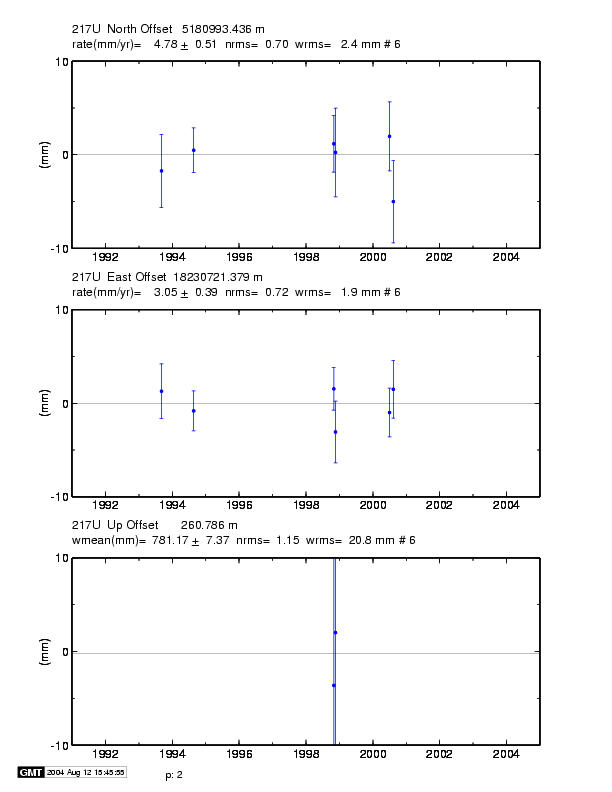 217U North Offset 5180993.436 m
rate(mm/yr)= 4.78 ± 0.51 nrms= 0.70 wrms= 2.4 mm # 6
10
0
-10
(mm)
1992 1994 1996 1998 2000 2002 2004
217U East Offset 18230721.379 m
rate(mm/yr)= 3.05 ± 0.39 nrms= 0.72 wrms= 1.9 mm # 6
10
0
-10
(mm)
1992 1994 1996 1998 2000 2002 2004
217U Up Offset 260.786 m
wmean(mm)= 781.17 ± 7.37 nrms= 1.15 wrms= 20.8 mm # 6
10
0
-10
(mm)
1992 1994 1996 1998 2000 2002 2004
GMT 2004 Aug 12
p: 2